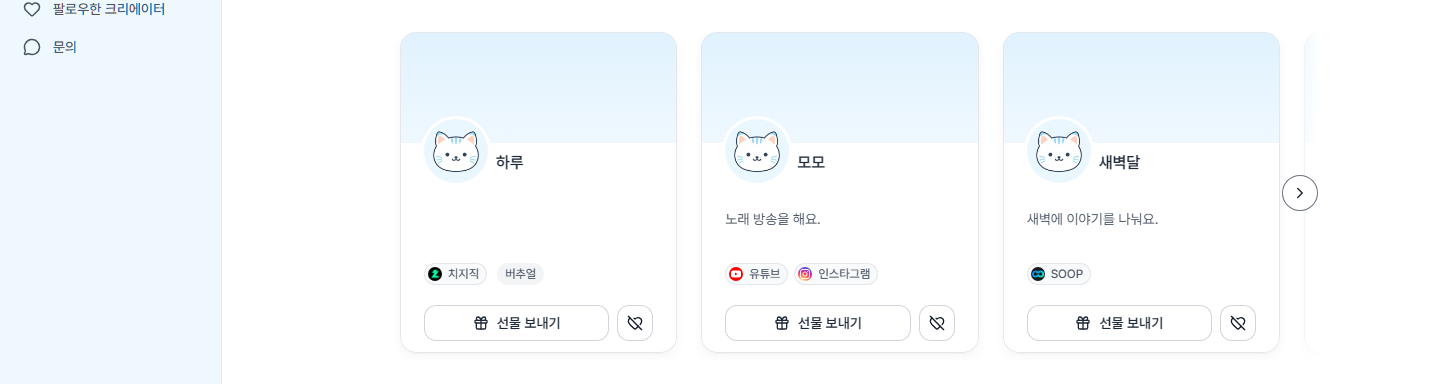 팔로우한 크리에이터
문의
하루
치지직
버추얼
선물 보내기
모모
노래 방송을 해요.
유튜브
인스타그램
선물 보내기
새벽달
새벽에 이야기를 나눠요.
SOOP
선물 보내기